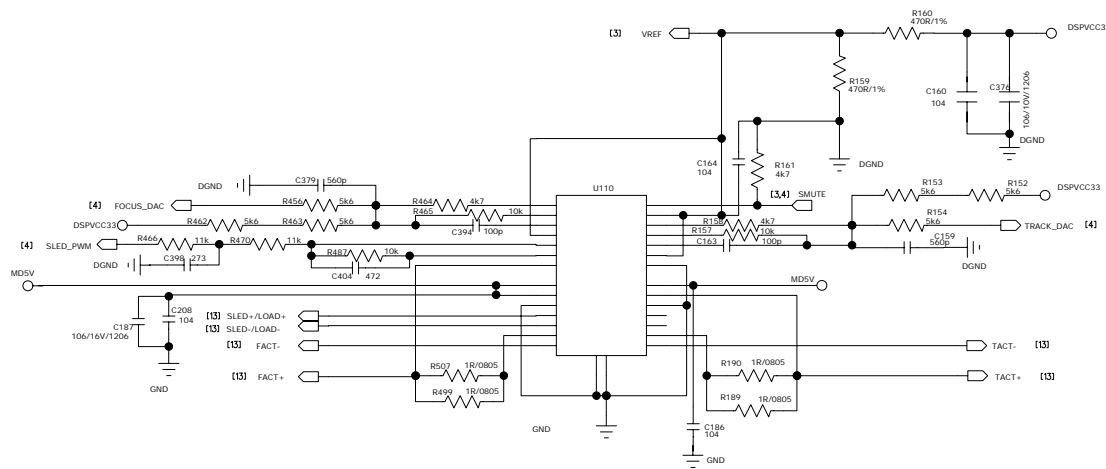 R160
470R/1%
[3] VREF
DSPVCC3
R159
470R/1%
C160
104
C376
106/10V/1206
DGND
DGND
C164
104
R161
4k7
[3,4] SMUTE
U110
DGND
C379 560p
[4] FOCUS_DAC
R456 5k6
R464 4k7
R465 10k
DSPVCC33
R462 5k6
R463 5k6
C394 100p
[4] SLED_PWM
R466 11k
R470 11k
R487 10k
DGND
C398 273
C404 472
R153
5k6
R152
5k6
DSPVCC33
R154
5k6
TRACK_DAC [4]
R158 4k7
R157 10k
C163 100p
C159
560p
DGND
MD5V
MD5V
C187
106/16V/1206
C208
104
GND
[13] SLED+/LOAD+
[13] SLED-/LOAD-
[13] FACT-
[13] FACT+
R507 1R/0805
R499 1R/0805
TACT- [13]
TACT+ [13]
R190 1R/0805
R189 1R/0805
GND
C186
104
GND